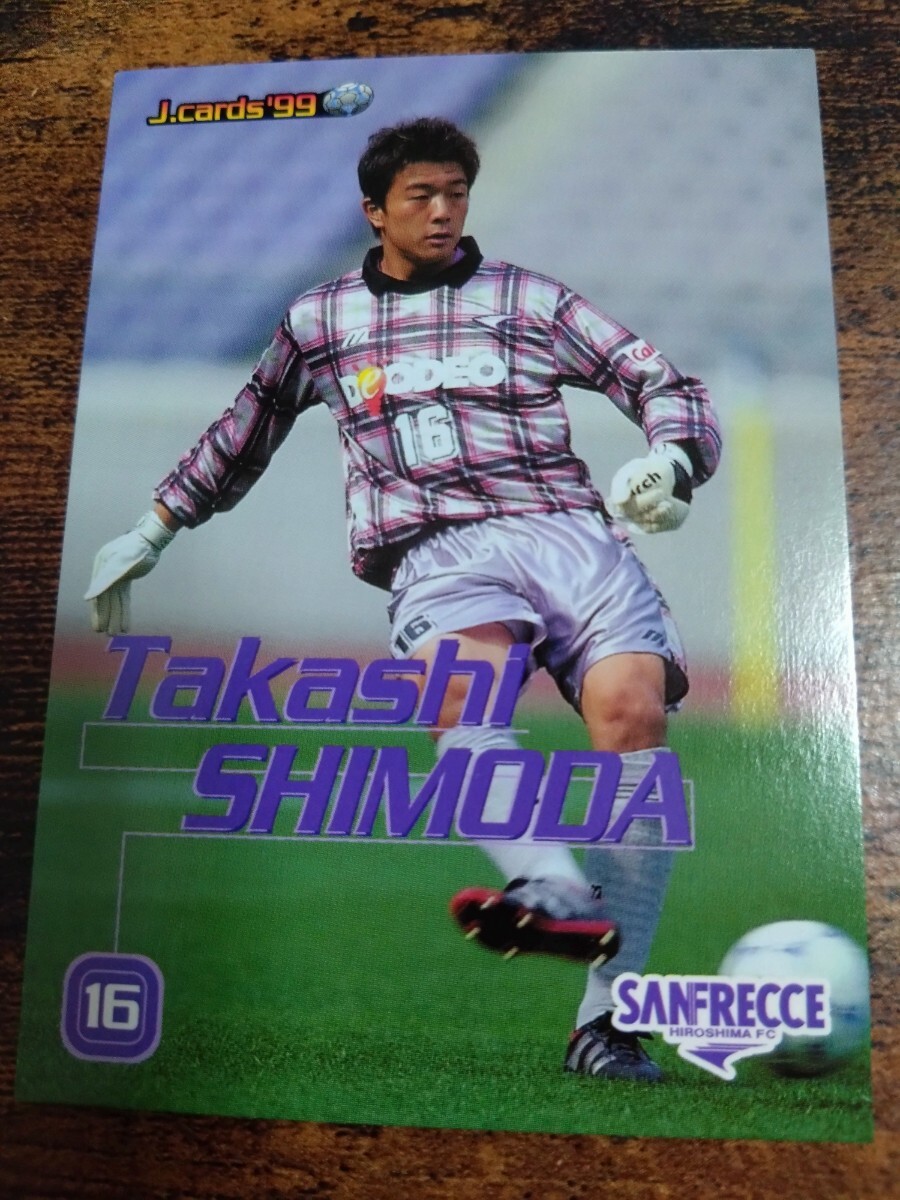 J.cards'99
DEODEO
16
16
Takashi
SHIMODA
16
SANFRECCE
HIROSHIMA FC